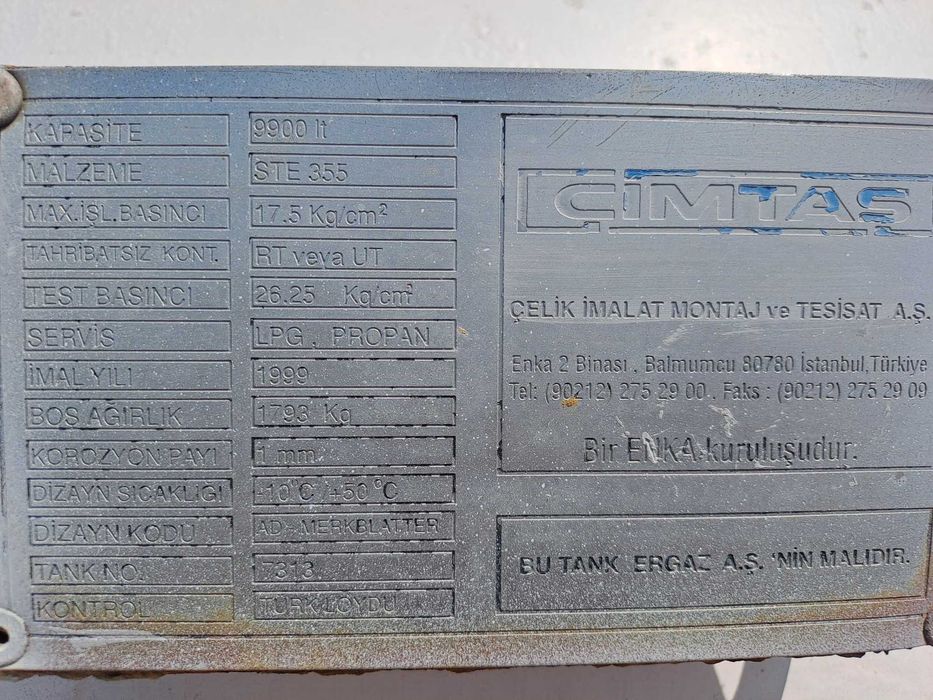 KAPASİTE 9900 lt
MALZEME STE 355
MAX.İŞL.BASINCI 17.5 Kg/cm²
TAHRİBATSIZ KONT. RT veya UT
TEST BASINCI 26.25 Kg/cm²
SERVİS LPG , PROPAN
İMAL YILI 1999
BOŞ AĞIRLIK 1793 Kg
KOROZYON PAYI 1 mm
DİZAYN SICAKLIĞI -10°C /+50°C
DİZAYN KODU AD-MERKBLATTER
TANK NO. 7313
KONTROL TÜRK LOYDU
ÇİMTAŞ
ÇELİK İMALAT MONTAJ ve TESİSAT A.Ş.
Enka 2 Binası , Balmumcu 80780 İstanbul,Türkiye
Tel: (90212) 275 29 00 . Faks : (90212) 275 29 09
Bir ENKA kuruluşudur.
BU TANK ERGAZ A.Ş. 'NİN MALIDIR.